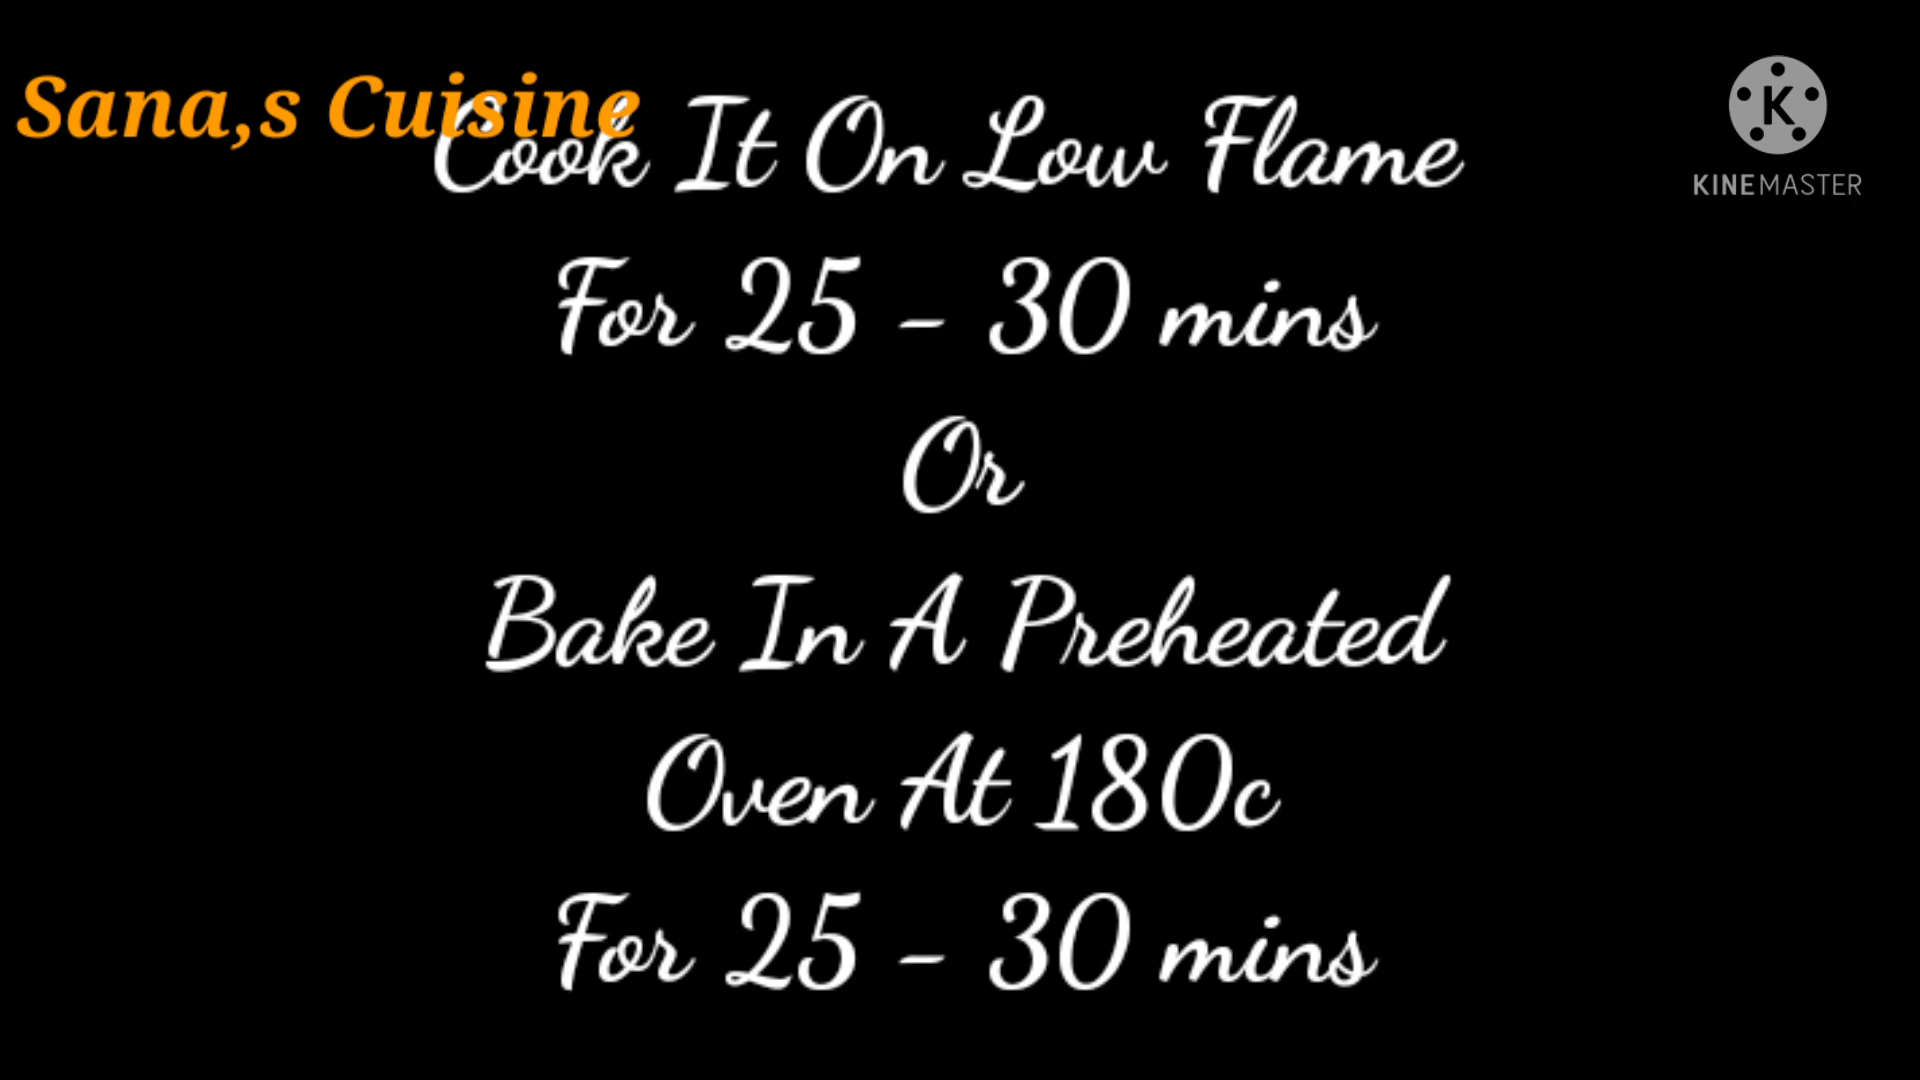 Sana,s Cuisine
Cook It On Low Flame
For 25 - 30 mins
Or
Bake In A Preheated
Oven At 180c
For 25 - 30 mins
K
KINEMASTER